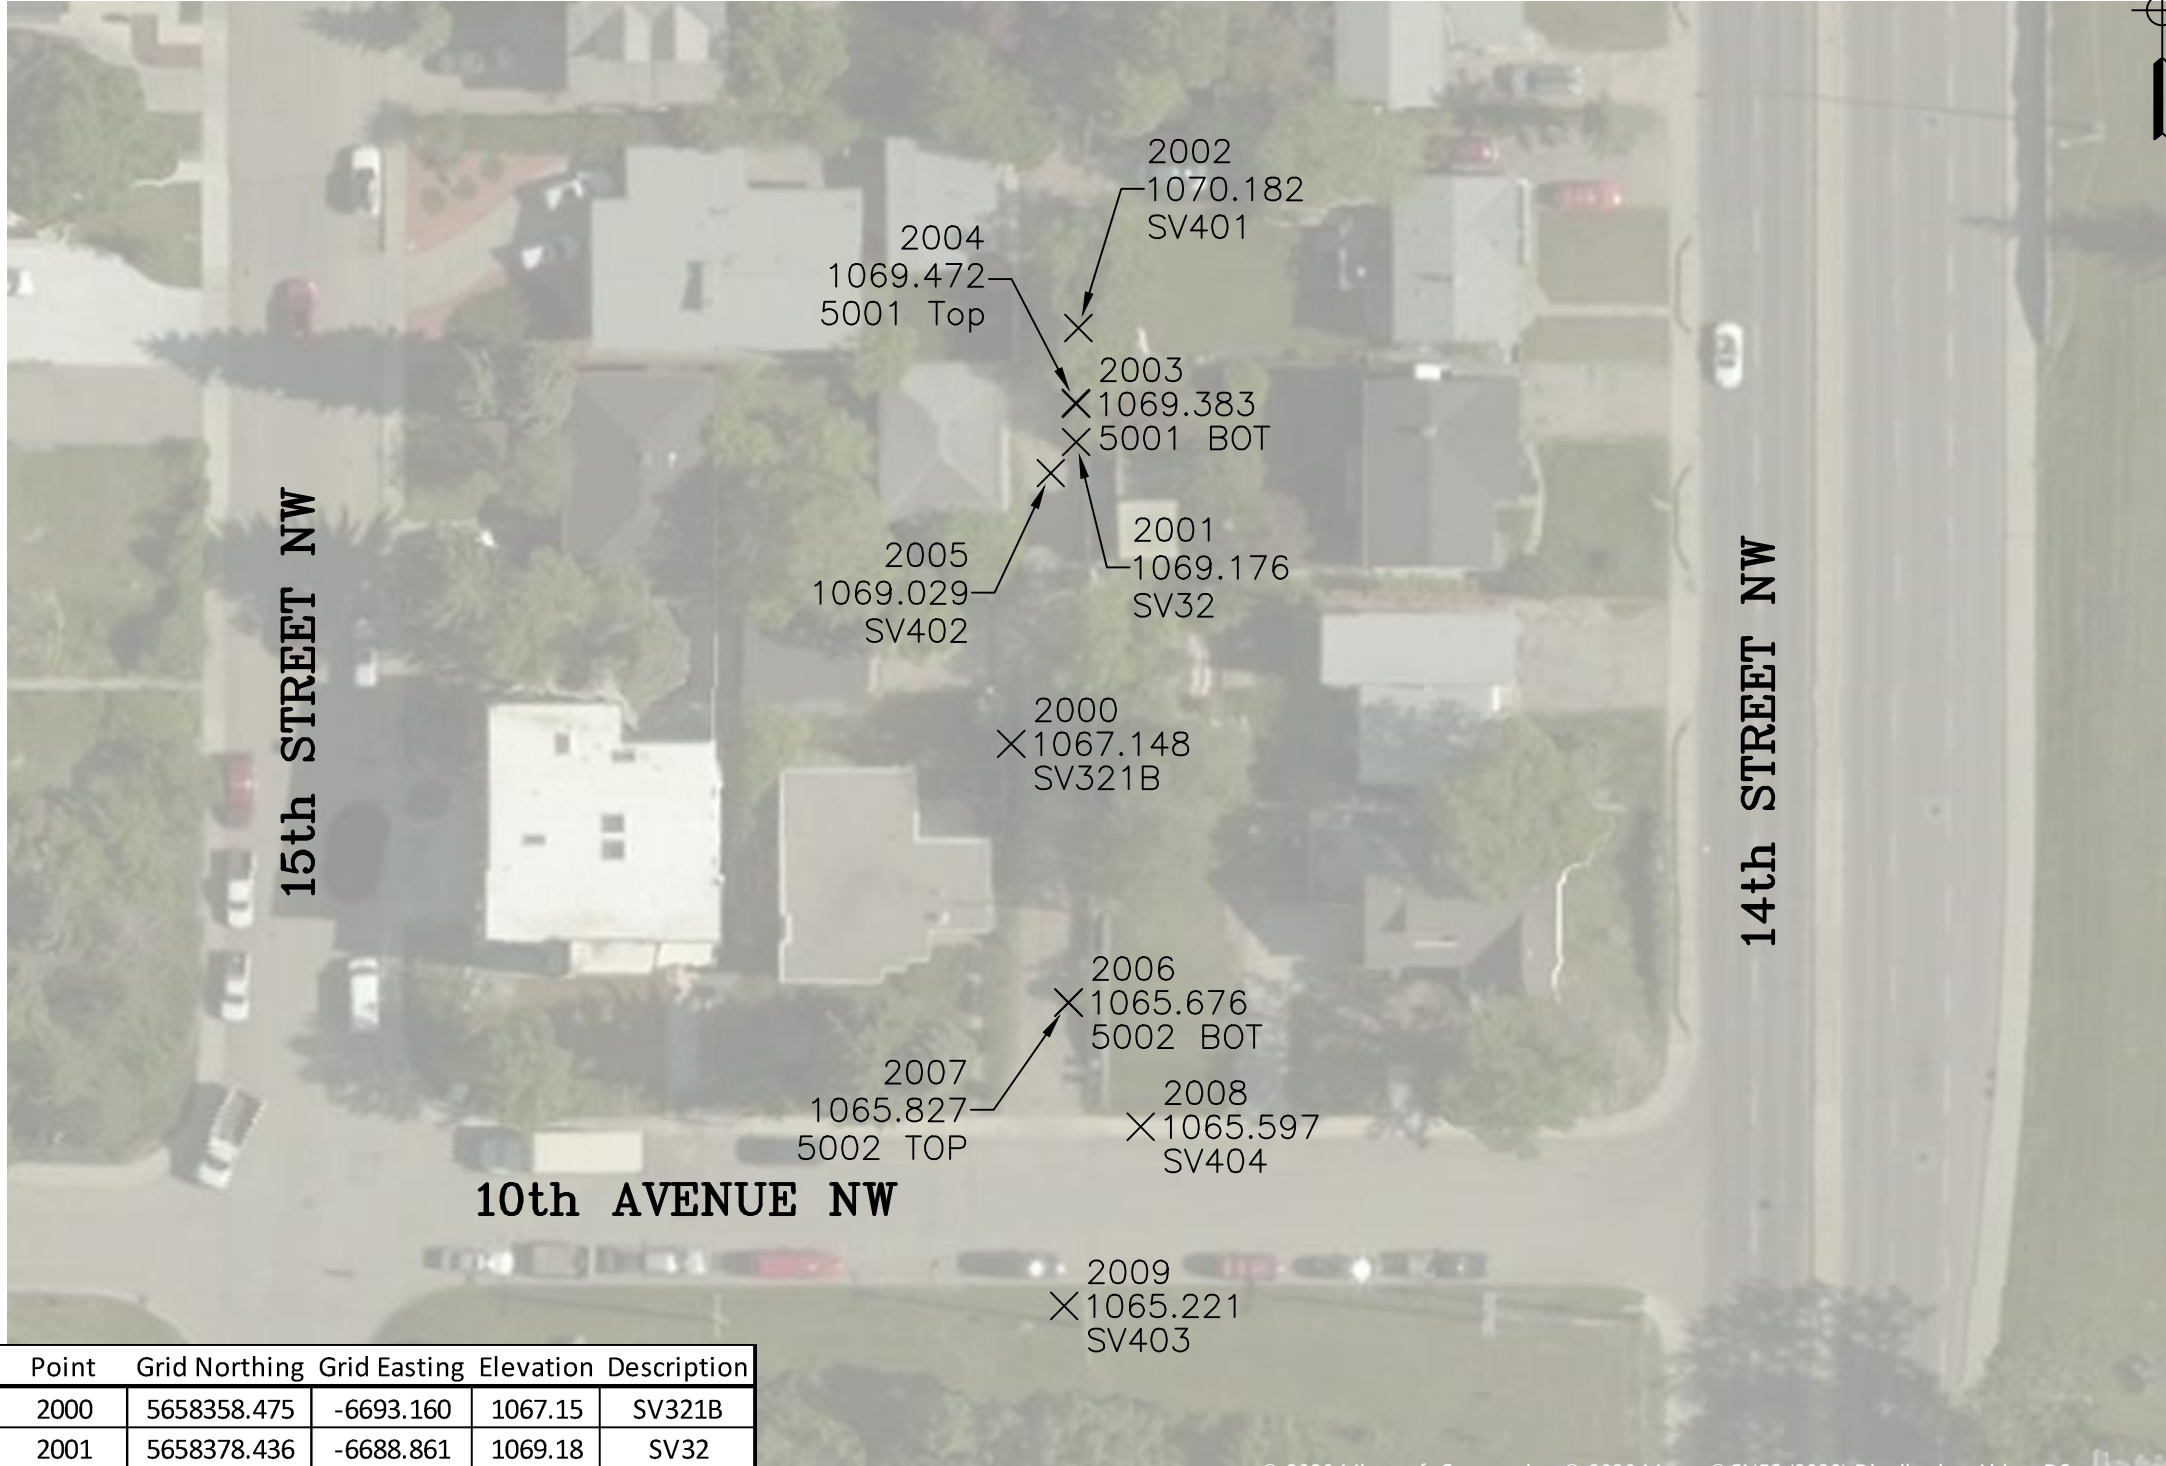 2002
1070.182
SV401
2004
1069.472
5001 Top
2003
1069.383
5001 BOT
2001
1069.176
SV32
2005
1069.029
SV402
15th STREET NW
14th STREET NW
2000
1067.148
SV321B
2006
1065.676
5002 BOT
2007
1065.827
5002 TOP
2008
1065.597
SV404
10th AVENUE NW
2009
1065.221
SV403
Point Grid Northing Grid Easting Elevation Description
2000 5658358.475 -6693.160 1067.15 SV321B
2001 5658378.436 -6688.861 1069.18 SV32